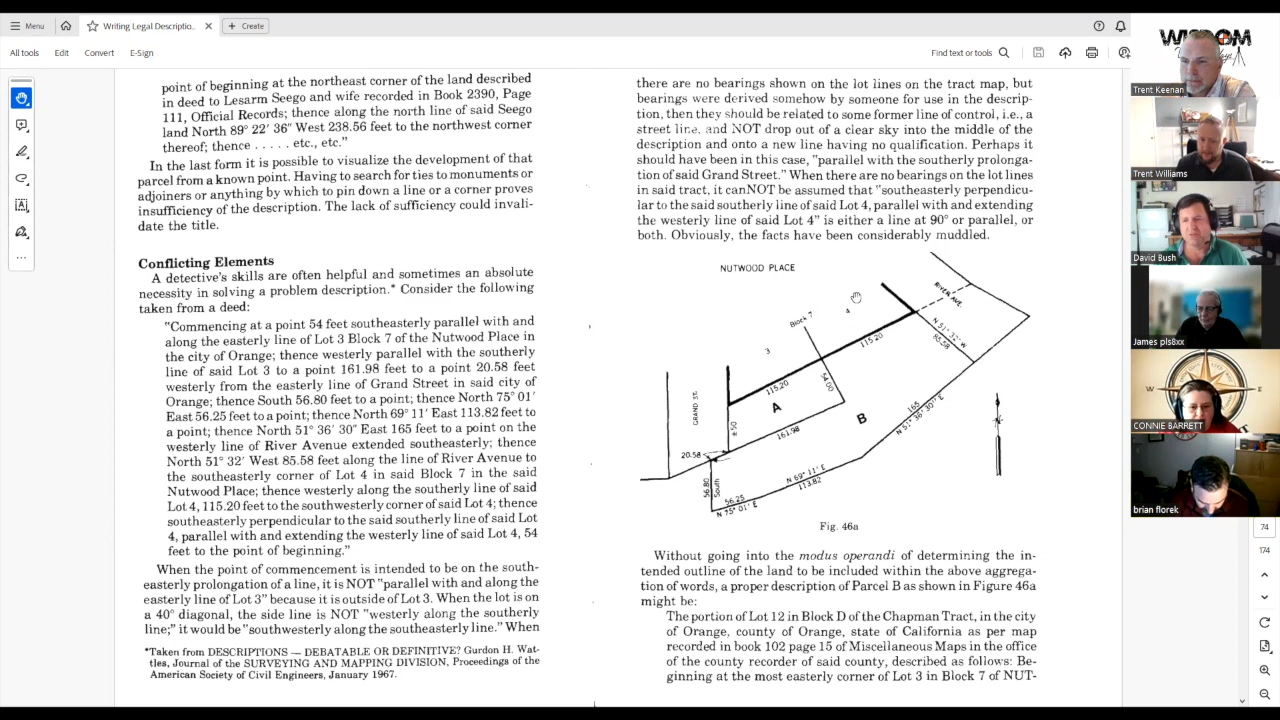 Menu
Writing Legal Descriptio...
Create
All tools
Edit
Convert
E-Sign
Find text or tools
point of beginning at the northeast corner of the land described
in deed to Lesarm Seego and wife recorded in Book 2390, Page
111, Official Records; thence along the north line of said Seego
land North 89° 22′ 36″ West 238.56 feet to the northwest corner
thereof; thence . . . . . etc., etc.”
In the last form it is possible to visualize the development of that
parcel from a known point. Having to search for ties to monuments or
adjoiners or anything by which to pin down a line or a corner proves
insufficiency of the description. The lack of sufficiency could invali-
date the title.
Conflicting Elements
A detective's skills are often helpful and sometimes an absolute
necessity in solving a problem description.* Consider the following
taken from a deed:
“Commencing at a point 54 feet southeasterly parallel with and
along the easterly line of Lot 3 Block 7 of the Nutwood Place in
the city of Orange; thence westerly parallel with the southerly
line of said Lot 3 to a point 161.98 feet to a point 20.58 feet
westerly from the easterly line of Grand Street in said city of
Orange; thence South 56.80 feet to a point; thence North 75° 01′
East 56.25 feet to a point; thence North 69° 11′ East 113.82 feet to
a point; thence North 51° 36′ 30″ East 165 feet to a point on the
westerly line of River Avenue extended southeasterly; thence
North 51° 32′ West 85.58 feet along the line of River Avenue to
the southeasterly corner of Lot 4 in said Block 7 in the said
Nutwood Place; thence westerly along the southerly line of said
Lot 4, 115.20 feet to the southwesterly corner of said Lot 4; thence
southeasterly perpendicular to the said southerly line of said Lot
4, parallel with and extending the westerly line of said Lot 4, 54
feet to the point of beginning.”
When the point of commencement is intended to be on the south-
easterly prolongation of a line, it is NOT “parallel with and along the
easterly line of Lot 3” because it is outside of Lot 3. When the lot is on
a 40° diagonal, the side line is NOT “westerly along the southerly
line;” it would be “southwesterly along the southeasterly line.” When
*Taken from DESCRIPTIONS — DEBATABLE OR DEFINITIVE? Gurdon H. Wat-
tles, Journal of the SURVEYING AND MAPPING DIVISION, Proceedings of the
American Society of Civil Engineers, January 1967.
there are no bearings shown on the lot lines on the tract map, but
bearings were derived somehow by someone for use in the descrip-
tion, then they should be related to some former line of control, i.e., a
street line, and NOT drop out of a clear sky into the middle of the
description and onto a new line having no qualification. Perhaps it
should have been in this case, “parallel with the southerly prolonga-
tion of said Grand Street.” When there are no bearings on the lot lines
in said tract, it canNOT be assumed that “southeasterly perpendicu-
lar to the said southerly line of said Lot 4, parallel with and extending
the westerly line of said Lot 4” is either a line at 90° or parallel, or
both. Obviously, the facts have been considerably muddled.
NUTWOOD PLACE
RIVER AVE.
Block 7
4
3
N 51° 32′ W
85.58
115.20
115.20
54.00
GRAND ST.
A
B
165
N 51° 36′ 30″ E
±50
161.98
20.58
56.80
South
N 69° 11′ E
113.82
56.25
N 75° 01′ E
Fig. 46a
Without going into the modus operandi of determining the in-
tended outline of the land to be included within the above aggrega-
tion of words, a proper description of Parcel B as shown in Figure 46a
might be:
The portion of Lot 12 in Block D of the Chapman Tract, in the city
of Orange, county of Orange, state of California as per map
recorded in book 102 page 15 of Miscellaneous Maps in the office
of the county recorder of said county, described as follows: Be-
ginning at the most easterly corner of Lot 3 in Block 7 of NUT-
WISDOM
Trent Keenan
Trent Williams
David Bush
James pls8xx
CONNIE BARRETT
brian florek
74
174